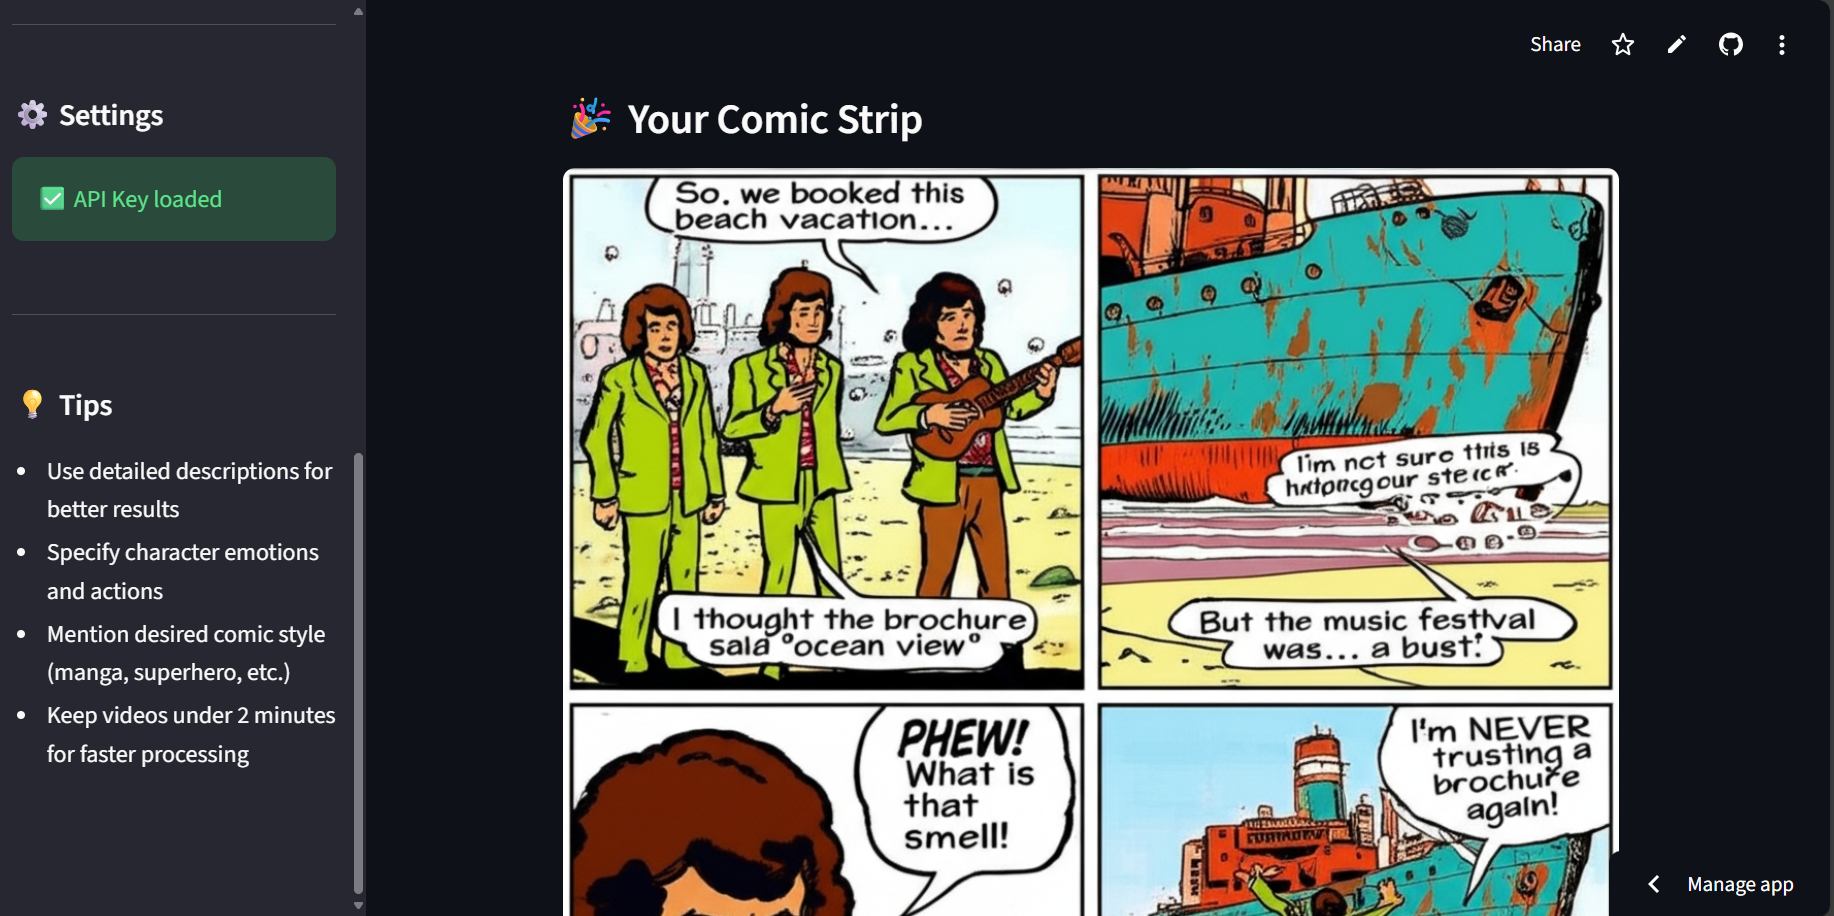 Settings
API Key loaded
Tips
Use detailed descriptions for
better results
Specify character emotions
and actions
Mention desired comic style
(manga, superhero, etc.)
Keep videos under 2 minutes
for faster processing
Share
Your Comic Strip
So. we booked this
beach vacation...
I thought the brochure
sala "ocean view"
I'm not sure this is
our
But the music festival
was... a bust!
PHEW!
What is
that
smell!
I'm NEVER
trusting a
brochure
again!
Manage app